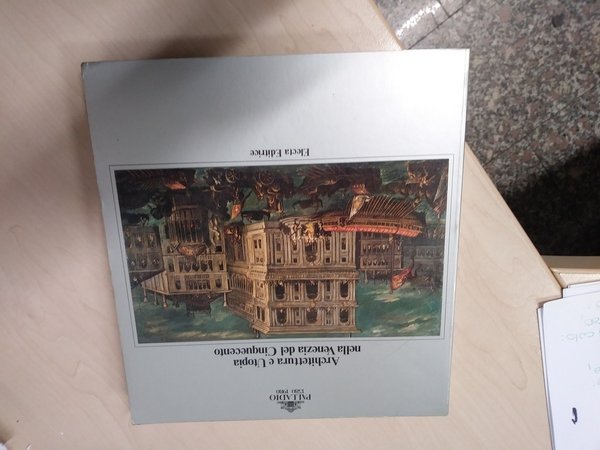 PALLADIO
1580 1980
Architettura e Utopia
nella Venezia del Cinquecento
Electa Editrice